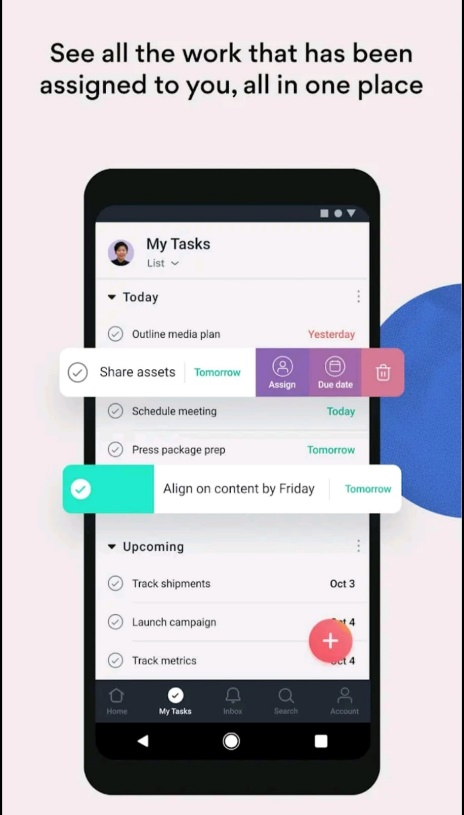 See all the work that has been
assigned to you, all in one place
My Tasks
List
Today
Outline media plan Yesterday
Share assets Tomorrow Assign Due date
Schedule meeting Today
Press package prep Tomorrow
Align on content by Friday Tomorrow
Upcoming
Track shipments Oct 3
Launch campaign 4
Track metrics 4
Home My Tasks Inbox Search Account